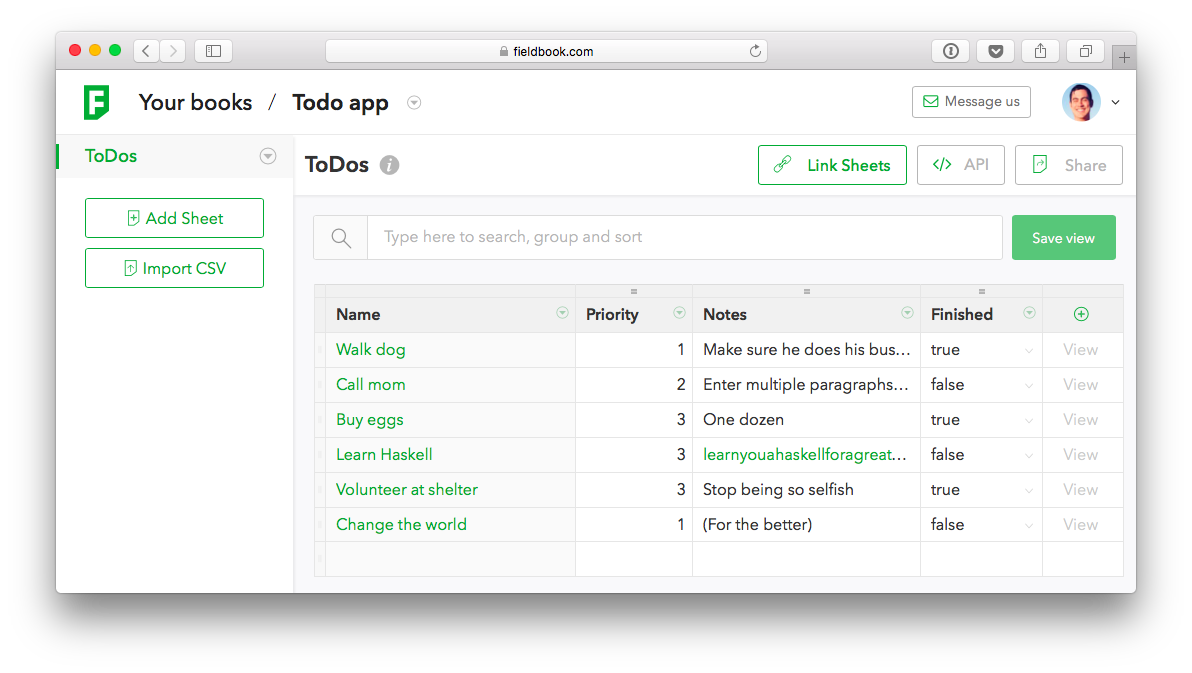 fieldbook.com
F
Your books / Todo app
Message us
ToDos
Add Sheet
Import CSV
ToDos i
Link Sheets
</> API
Share
Type here to search, group and sort
Save view
Name Priority Notes Finished
Walk dog 1 Make sure he does his bus... true View
Call mom 2 Enter multiple paragraphs... false View
Buy eggs 3 One dozen true View
Learn Haskell 3 learnyouahaskellforagreat... false View
Volunteer at shelter 3 Stop being so selfish true View
Change the world 1 (For the better) false View